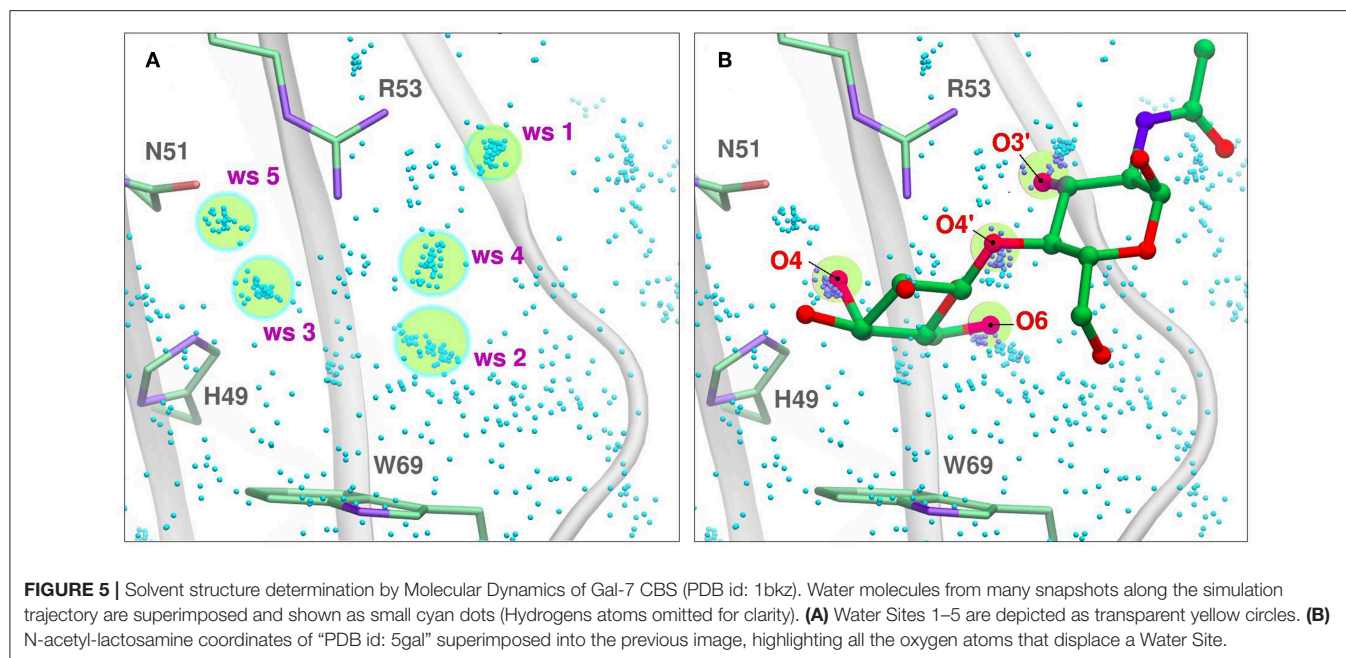 A
R53
ws 1
N51
ws 5
ws 4
ws 3
ws 2
H49
W69
B
R53
O3'
N51
O4'
O4
O6
H49
W69
FIGURE 5 | Solvent structure determination by Molecular Dynamics of Gal-7 CBS (PDB id: 1bkz). Water molecules from many snapshots along the simulation
trajectory are superimposed and shown as small cyan dots (Hydrogens atoms omitted for clarity). (A) Water Sites 1–5 are depicted as transparent yellow circles. (B)
N-acetyl-lactosamine coordinates of “PDB id: 5gal” superimposed into the previous image, highlighting all the oxygen atoms that displace a Water Site.